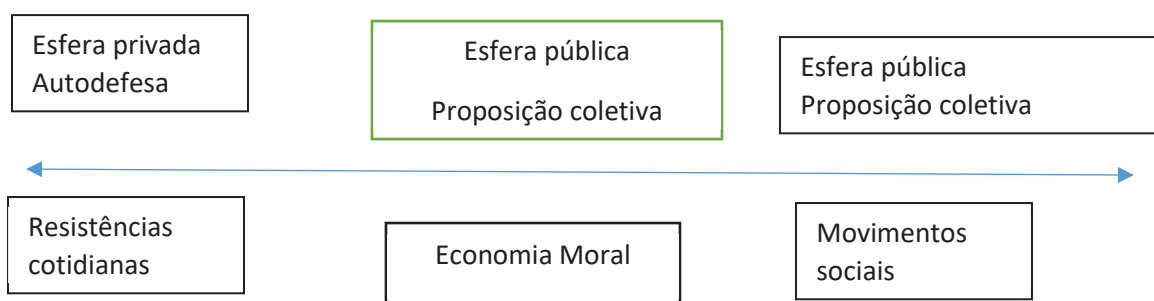 Esfera privada
Autodefesa
Esfera pública
Proposição coletiva
Esfera pública
Proposição coletiva
Resistências
cotidianas
Economia Moral
Movimentos
sociais